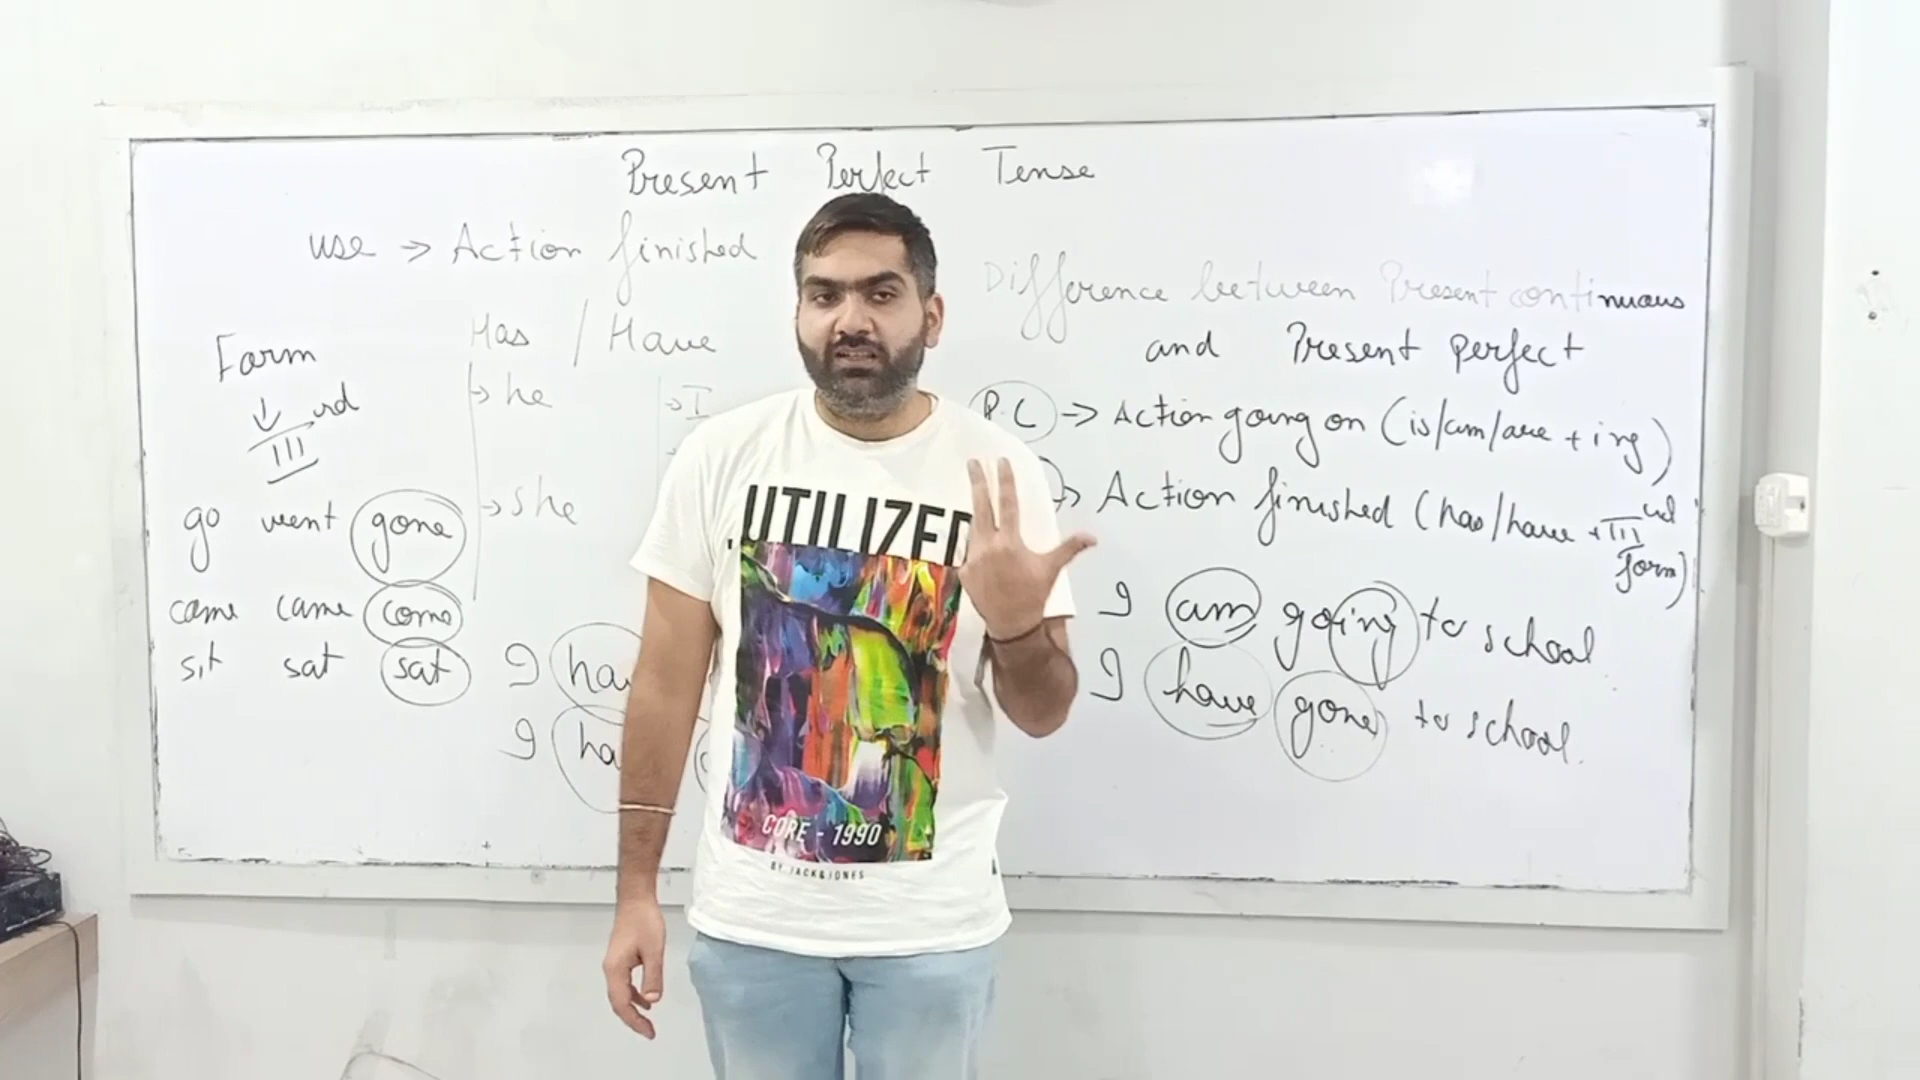 Present Perfect Tense
use → Action finished
Form
↓
III rd
go went gone
came came come
sit sat sat
Has / Have
→ he → I
→ she
I
I
Difference between Present continuous
and Present perfect
P.C → Action going on (is/am/are + ing)
→ Action finished (has/have + III rd
form)
I am going to school
I have gone to school.
UTILIZED
CORE - 1990
BY JACK & JONES